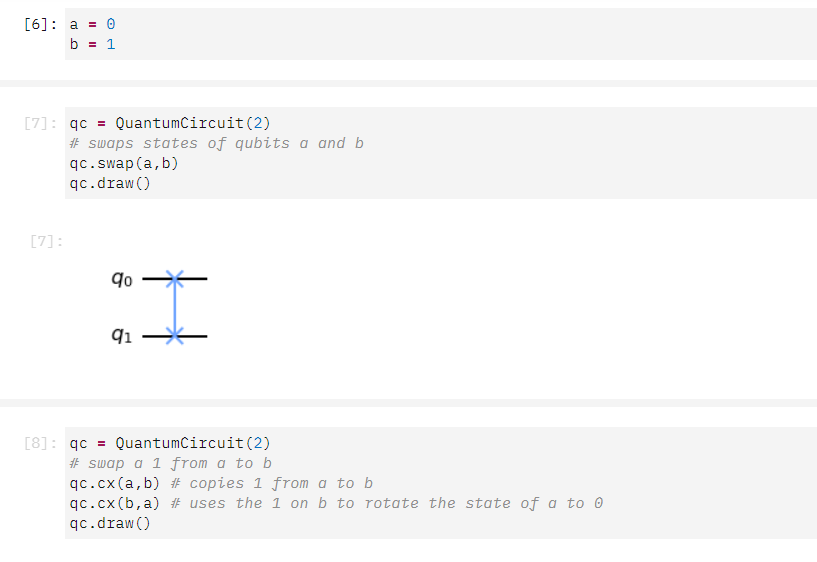 [6]: a = 0
b = 1
[7]: qc = QuantumCircuit(2)
# swaps states of qubits a and b
qc.swap(a,b)
qc.draw()
[7]:
q0
q1
[8]: qc = QuantumCircuit(2)
# swap a 1 from a to b
qc.cx(a,b) # copies 1 from a to b
qc.cx(b,a) # uses the 1 on b to rotate the state of a to 0
qc.draw()